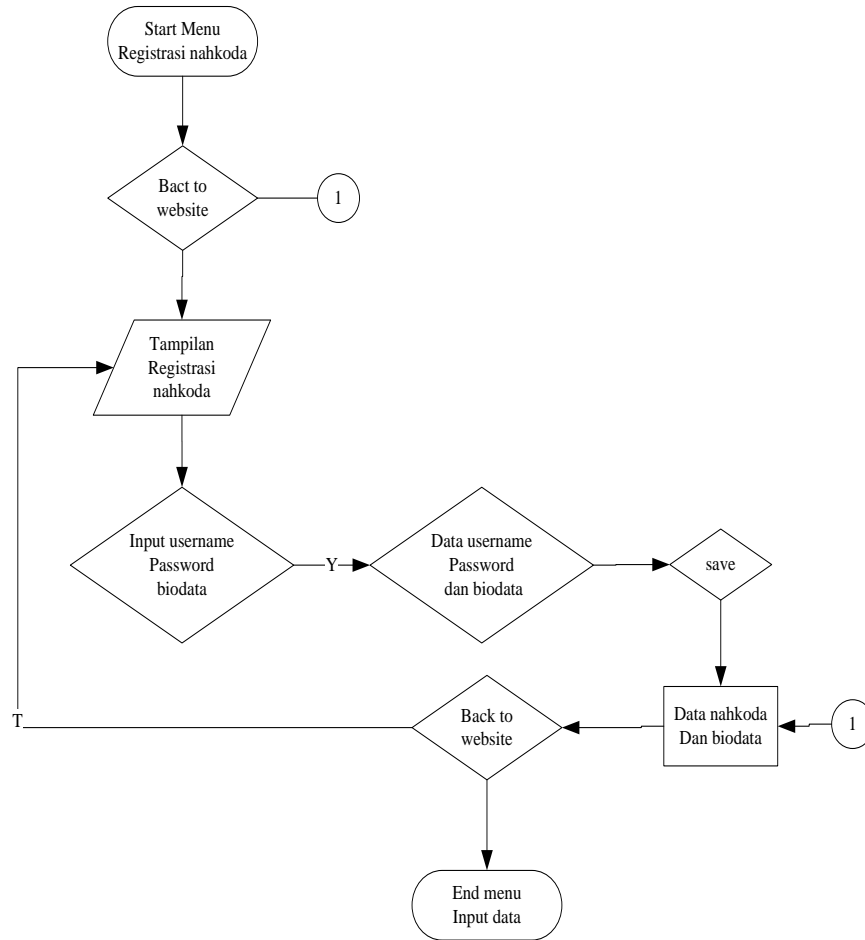 Start Menu
Registrasi nahkoda
Bact to
website
1
Tampilan
Registrasi
nahkoda
Input username
Password
biodata
Y
Data username
Password
dan biodata
save
T
Back to
website
Data nahkoda
Dan biodata
1
End menu
Input data